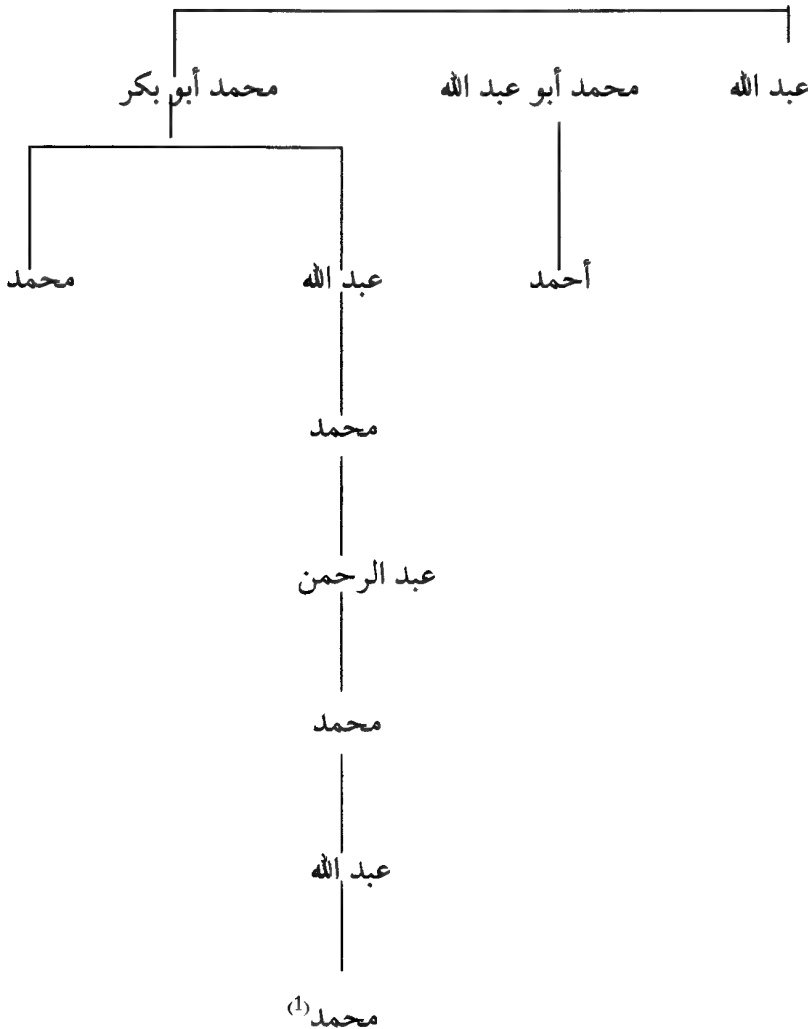 عبد الله محمد أبو عبد الله محمد أبو بكر
أحمد عبد الله محمد
محمد
عبد الرحمن
محمد
عبد الله
محمد(1)